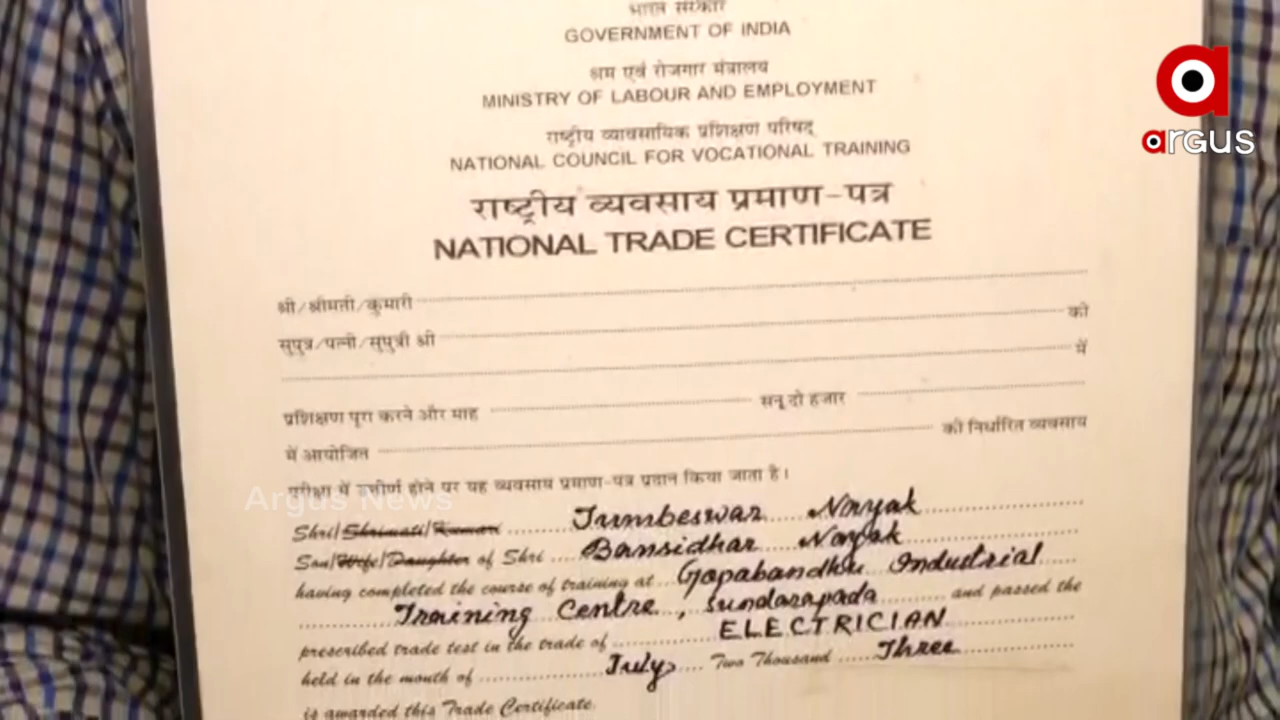 भारत सरकार
GOVERNMENT OF INDIA
श्रम एवं रोजगार मंत्रालय
MINISTRY OF LABOUR AND EMPLOYMENT
राष्ट्रीय व्यावसायिक प्रशिक्षण परिषद्
NATIONAL COUNCIL FOR VOCATIONAL TRAINING
राष्ट्रीय व्यवसाय प्रमाण-पत्र
NATIONAL TRADE CERTIFICATE
argus
श्री/श्रीमती/कुमारी
सुपुत्र/पत्नी/सुपुत्री श्री को
में
प्रशिक्षण पूरा करने और माह सन् दो हजार
में आयोजित की निर्धारित व्यवसाय
परीक्षा में उत्तीर्ण होने पर यह व्यवसाय प्रमाण-पत्र प्रदान किया जाता है।
Argus News
Shri/Shrimati/Kumari Jumbeswar Nayak
Son/Wife/Daughter of Shri Bansidhar Nayak
having completed the course of training at Gopabandhu Industrial
Training Centre, Sundarapada and passed the
prescribed trade test in the trade of ELECTRICIAN
held in the month of July Two Thousand Three
is awarded this Trade Certificate.